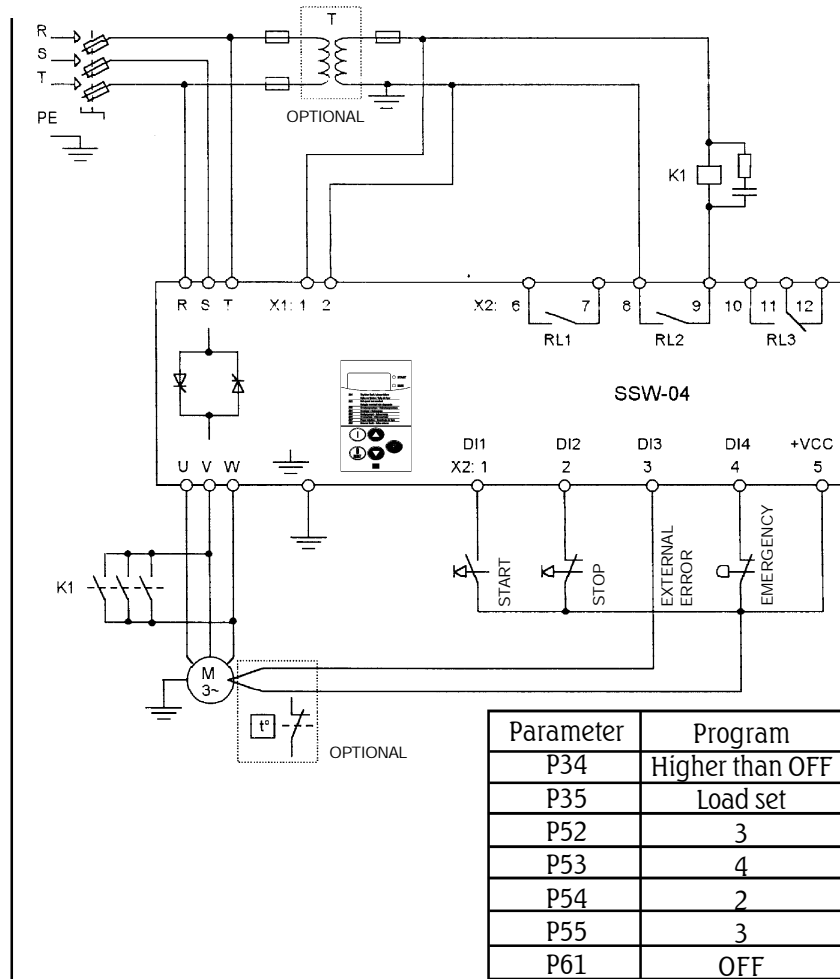 T
R
S
T
PE
OPTIONAL
K1
R S T X1: 1 2 X2: 6 7 8 9 10 11 12
RL1 RL2 RL3
SSW-04
DI1 DI2 DI3 DI4 +VCC
U V W X2: 1 2 3 4 5
START
STOP
EXTERNAL
ERROR
EMERGENCY
K1
M
3~
t°
OPTIONAL
Parameter Program
P34 Higher than OFF
P35 Load set
P52 3
P53 4
P54 2
P55 3
P61 OFF